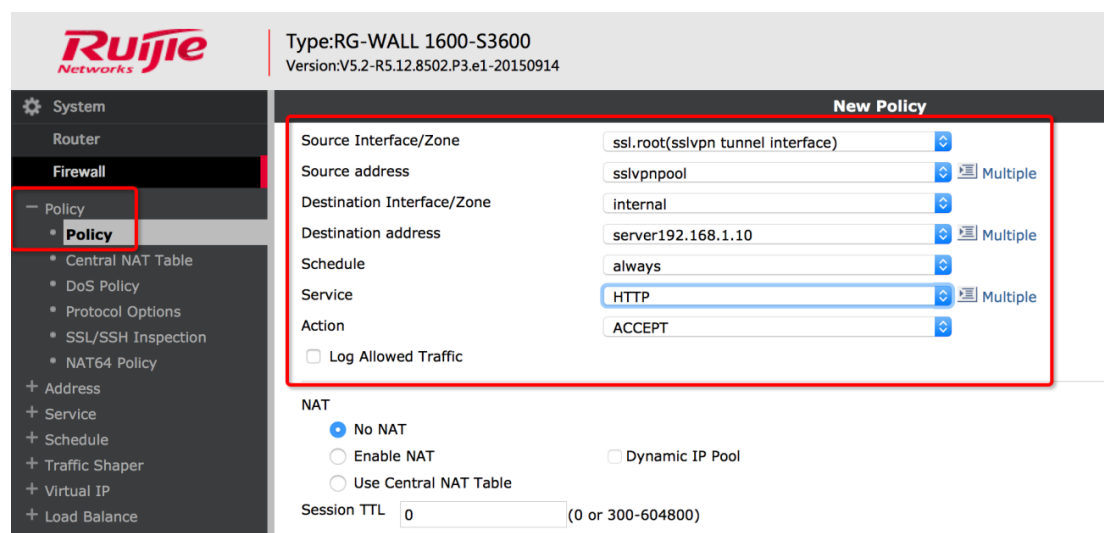 Ruijie
Networks
Type:RG-WALL 1600-S3600
Version:V5.2-R5.12.8502.P3.e1-20150914
System
Router
Firewall
Policy
Policy
Central NAT Table
DoS Policy
Protocol Options
SSL/SSH Inspection
NAT64 Policy
Address
Service
Schedule
Traffic Shaper
Virtual IP
Load Balance
New Policy
Source Interface/Zone ssl.root(sslvpn tunnel interface)
Source address sslvpnpool Multiple
Destination Interface/Zone internal
Destination address server192.168.1.10 Multiple
Schedule always
Service HTTP Multiple
Action ACCEPT
Log Allowed Traffic
NAT
No NAT
Enable NAT Dynamic IP Pool
Use Central NAT Table
Session TTL 0 (0 or 300-604800)